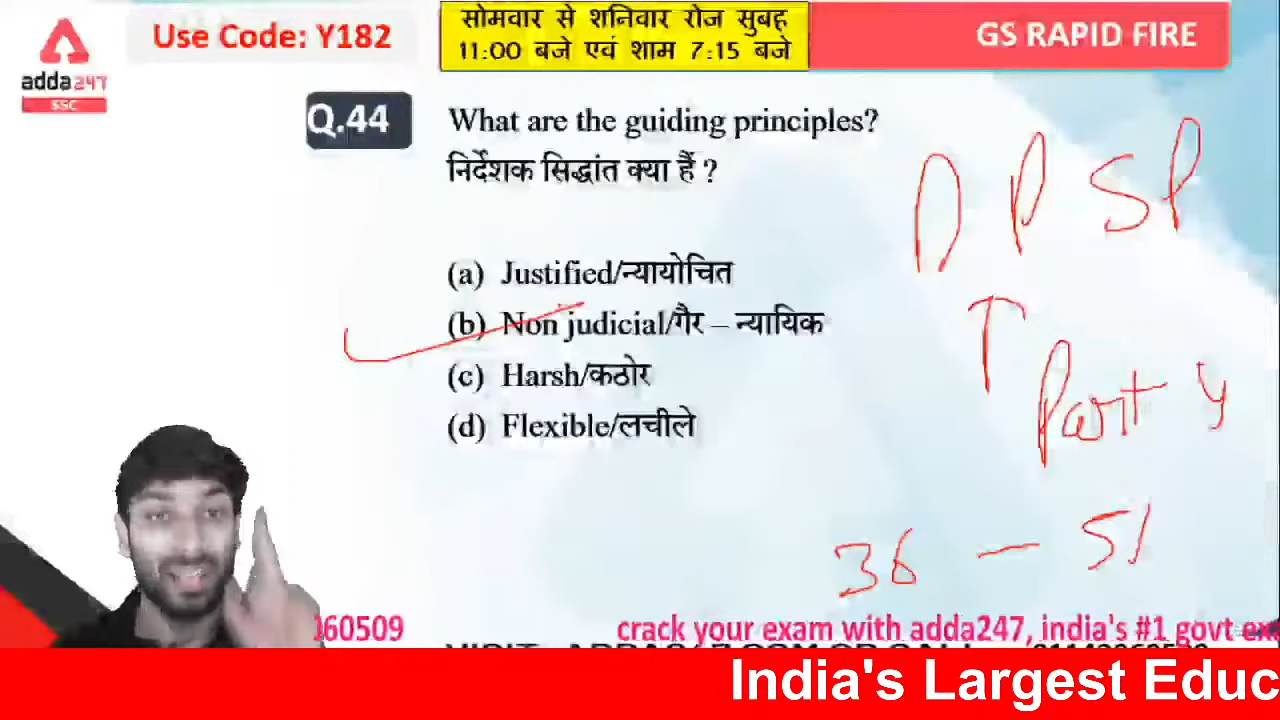 Use Code: Y182
सोमवार से शनिवार रोज सुबह
11:00 बजे एवं शाम 7:15 बजे
GS RAPID FIRE
adda247
SSC
Q.44
What are the guiding principles?
निर्देशक सिद्धांत क्या हैं ?
(a) Justified/न्यायोचित
(b) Non judicial/गैर – न्यायिक
(c) Harsh/कठोर
(d) Flexible/लचीले
D P S P
Part 4
36 – 51
60509
crack your exam with adda247, india's #1 govt
India's Largest Educ